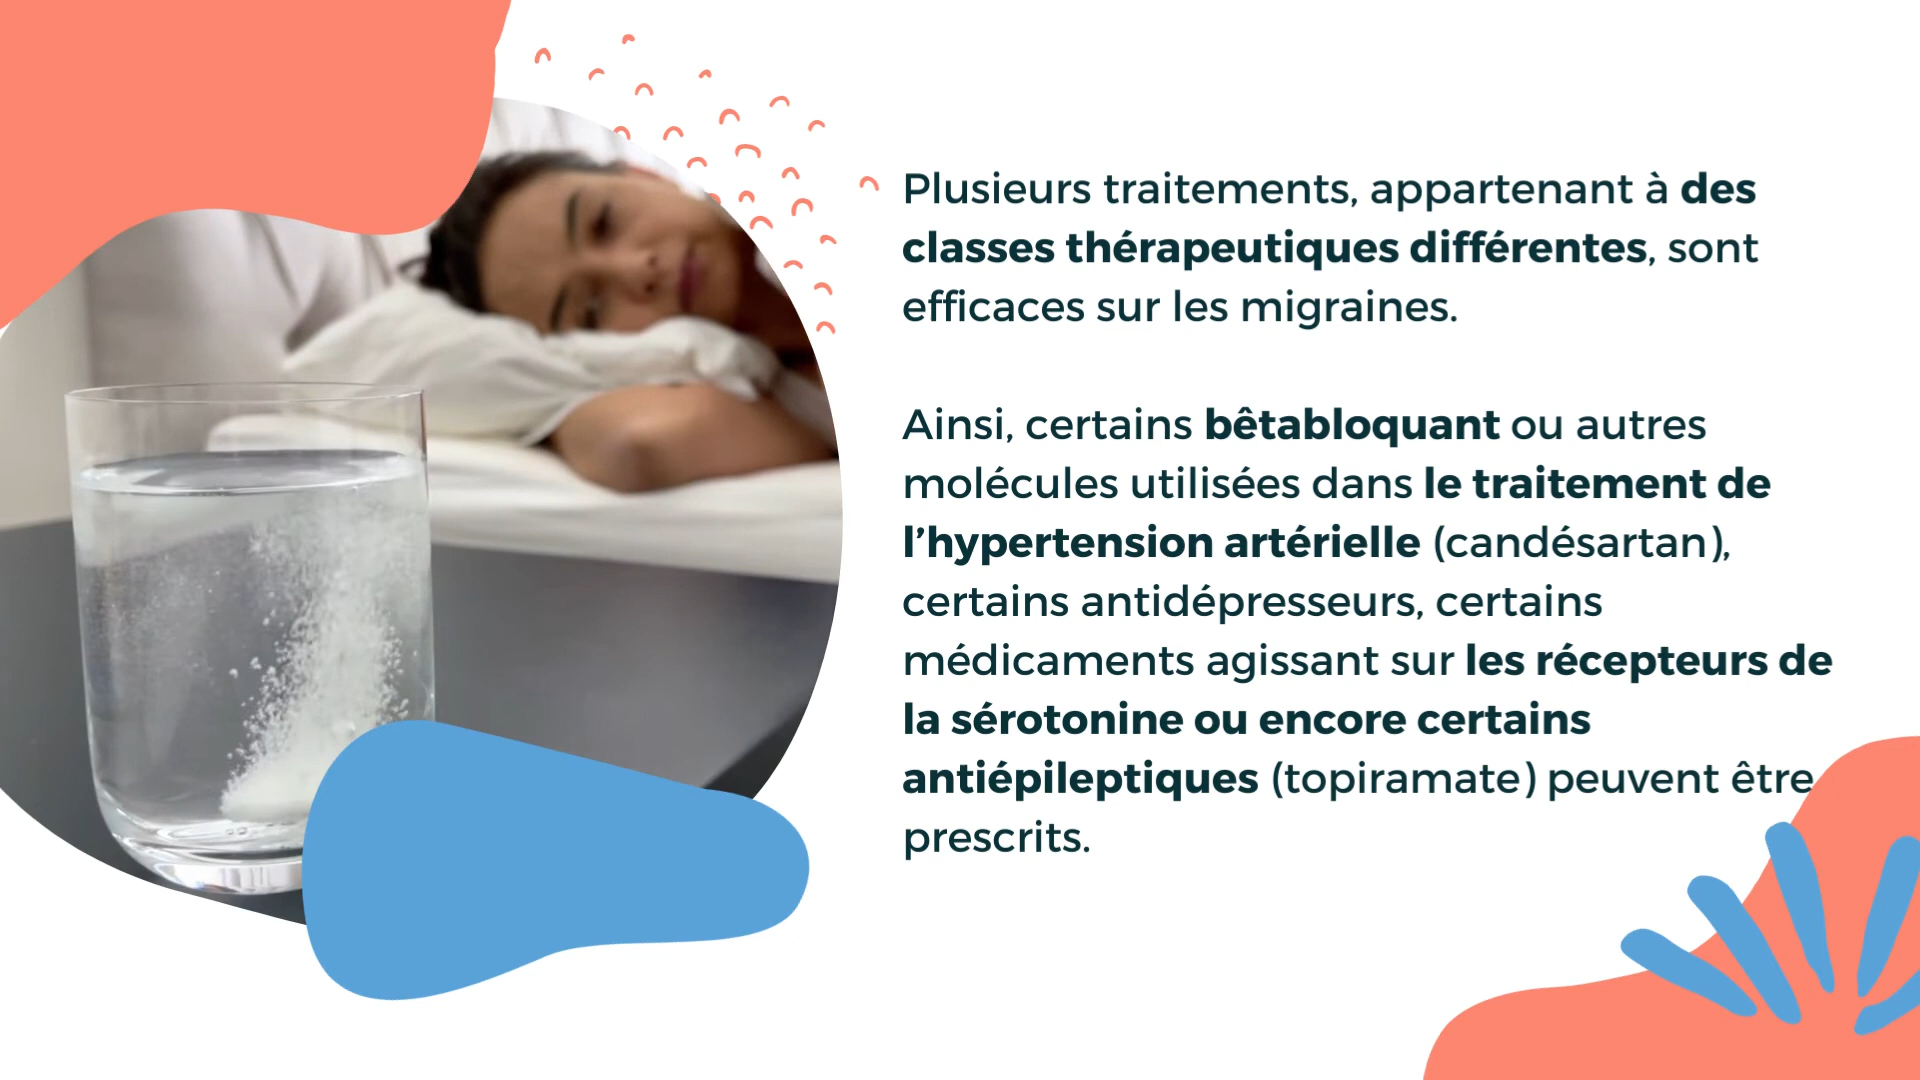 Plusieurs traitements, appartenant à des
classes thérapeutiques différentes, sont
efficaces sur les migraines.
Ainsi, certains bêtabloquant ou autres
molécules utilisées dans le traitement de
l’hypertension artérielle (candésartan),
certains antidépresseurs, certains
médicaments agissant sur les récepteurs de
la sérotonine ou encore certains
antiépileptiques (topiramate) peuvent être
prescrits.